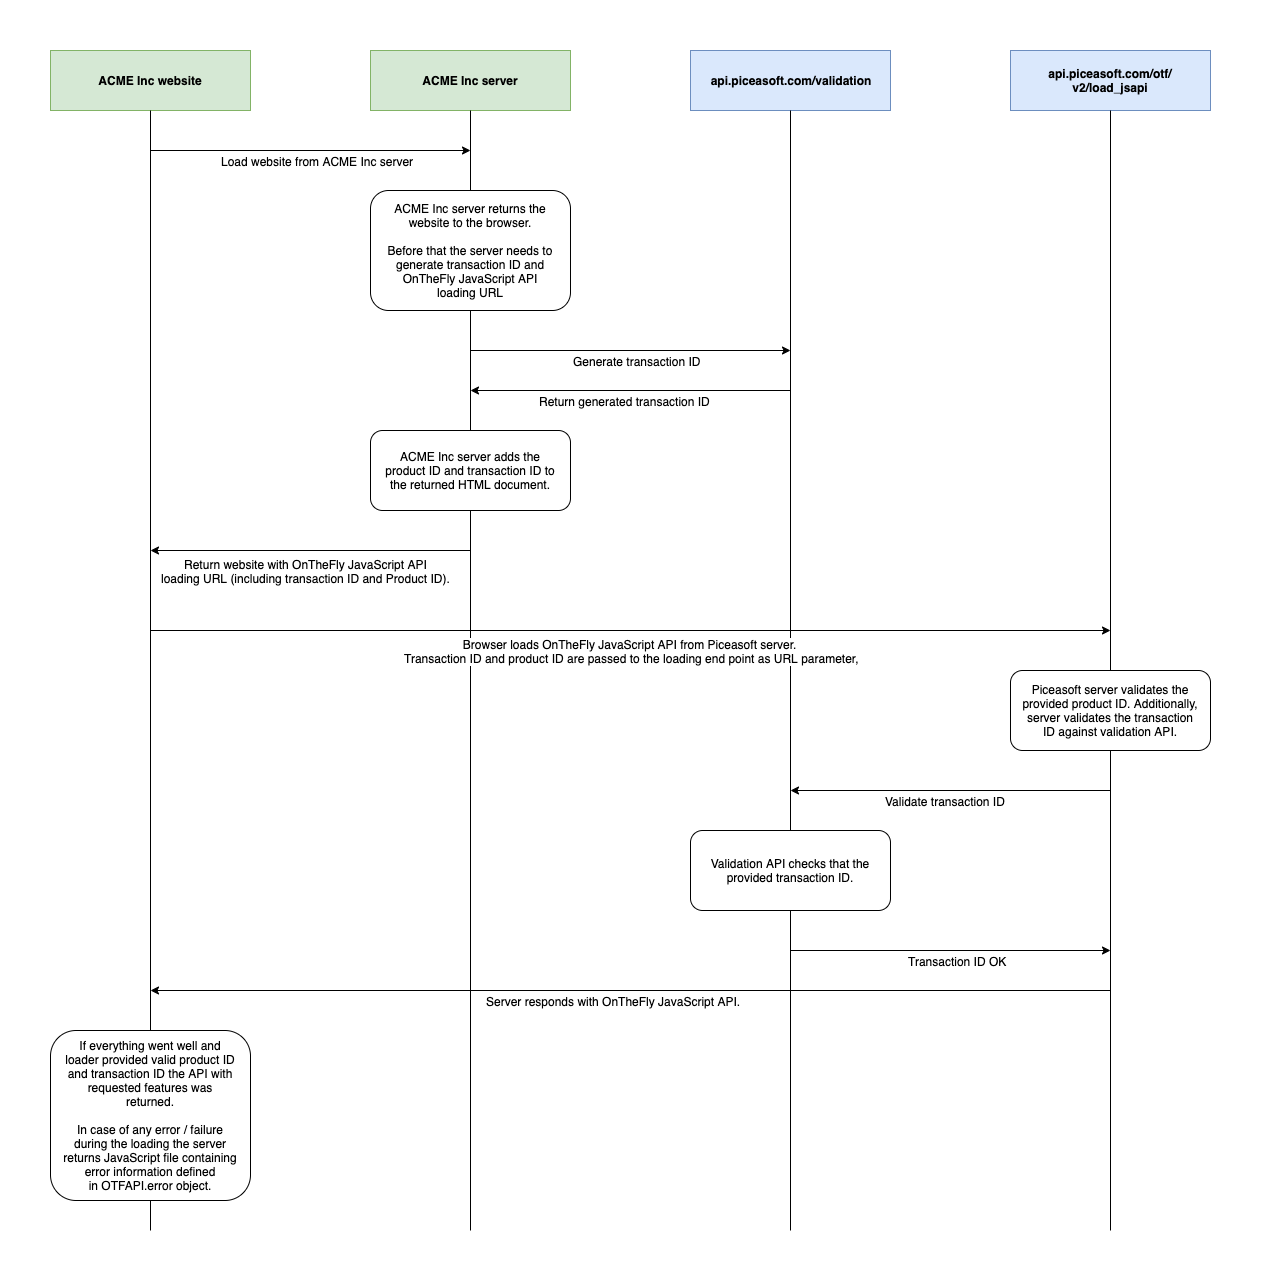 ACME Inc website
ACME Inc server
api.piceasoft.com/validation
api.piceasoft.com/otf/
v2/load_jsapi
Load website from ACME Inc server
ACME Inc server returns the
website to the browser.
Before that the server needs to
generate transaction ID and
OnTheFly JavaScript API
loading URL
Generate transaction ID
Return generated transaction ID
ACME Inc server adds the
product ID and transaction ID to
the returned HTML document.
Return website with OnTheFly JavaScript API
loading URL (including transaction ID and Product ID).
Browser loads OnTheFly JavaScript API from Piceasoft server.
Transaction ID and product ID are passed to the loading end point as URL parameter,
Piceasoft server validates the
provided product ID. Additionally,
server validates the transaction
ID against validation API.
Validate transaction ID
Validation API checks that the
provided transaction ID.
Transaction ID OK
Server responds with OnTheFly JavaScript API.
If everything went well and
loader provided valid product ID
and transaction ID the API with
requested features was
returned.
In case of any error / failure
during the loading the server
returns JavaScript file containing
error information defined
in OTFAPI.error object.